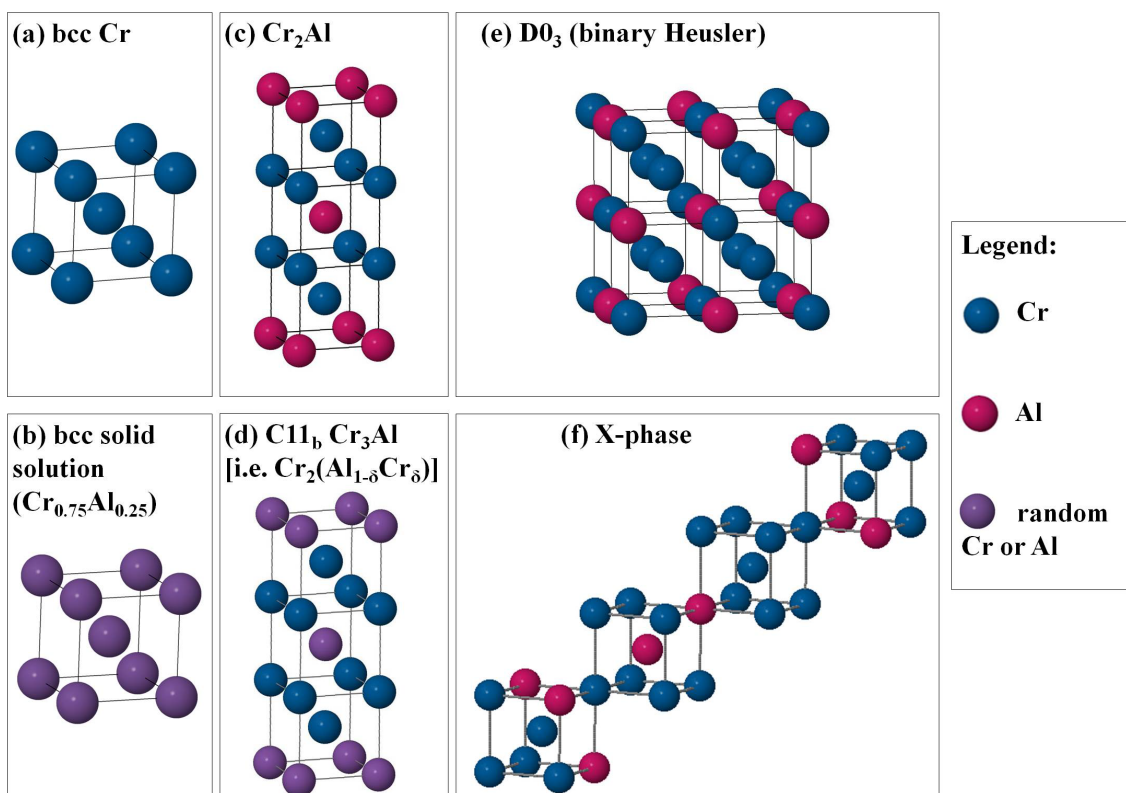 (a) bcc Cr
(c) Cr₂Al
(e) D0₃ (binary Heusler)
(b) bcc solid
solution
(Cr₀.₇₅Al₀.₂₅)
(d) C11b Cr₃Al
[i.e. Cr₂(Al₁₋δCrδ)]
(f) X-phase
Legend:
Cr
Al
random
Cr or Al